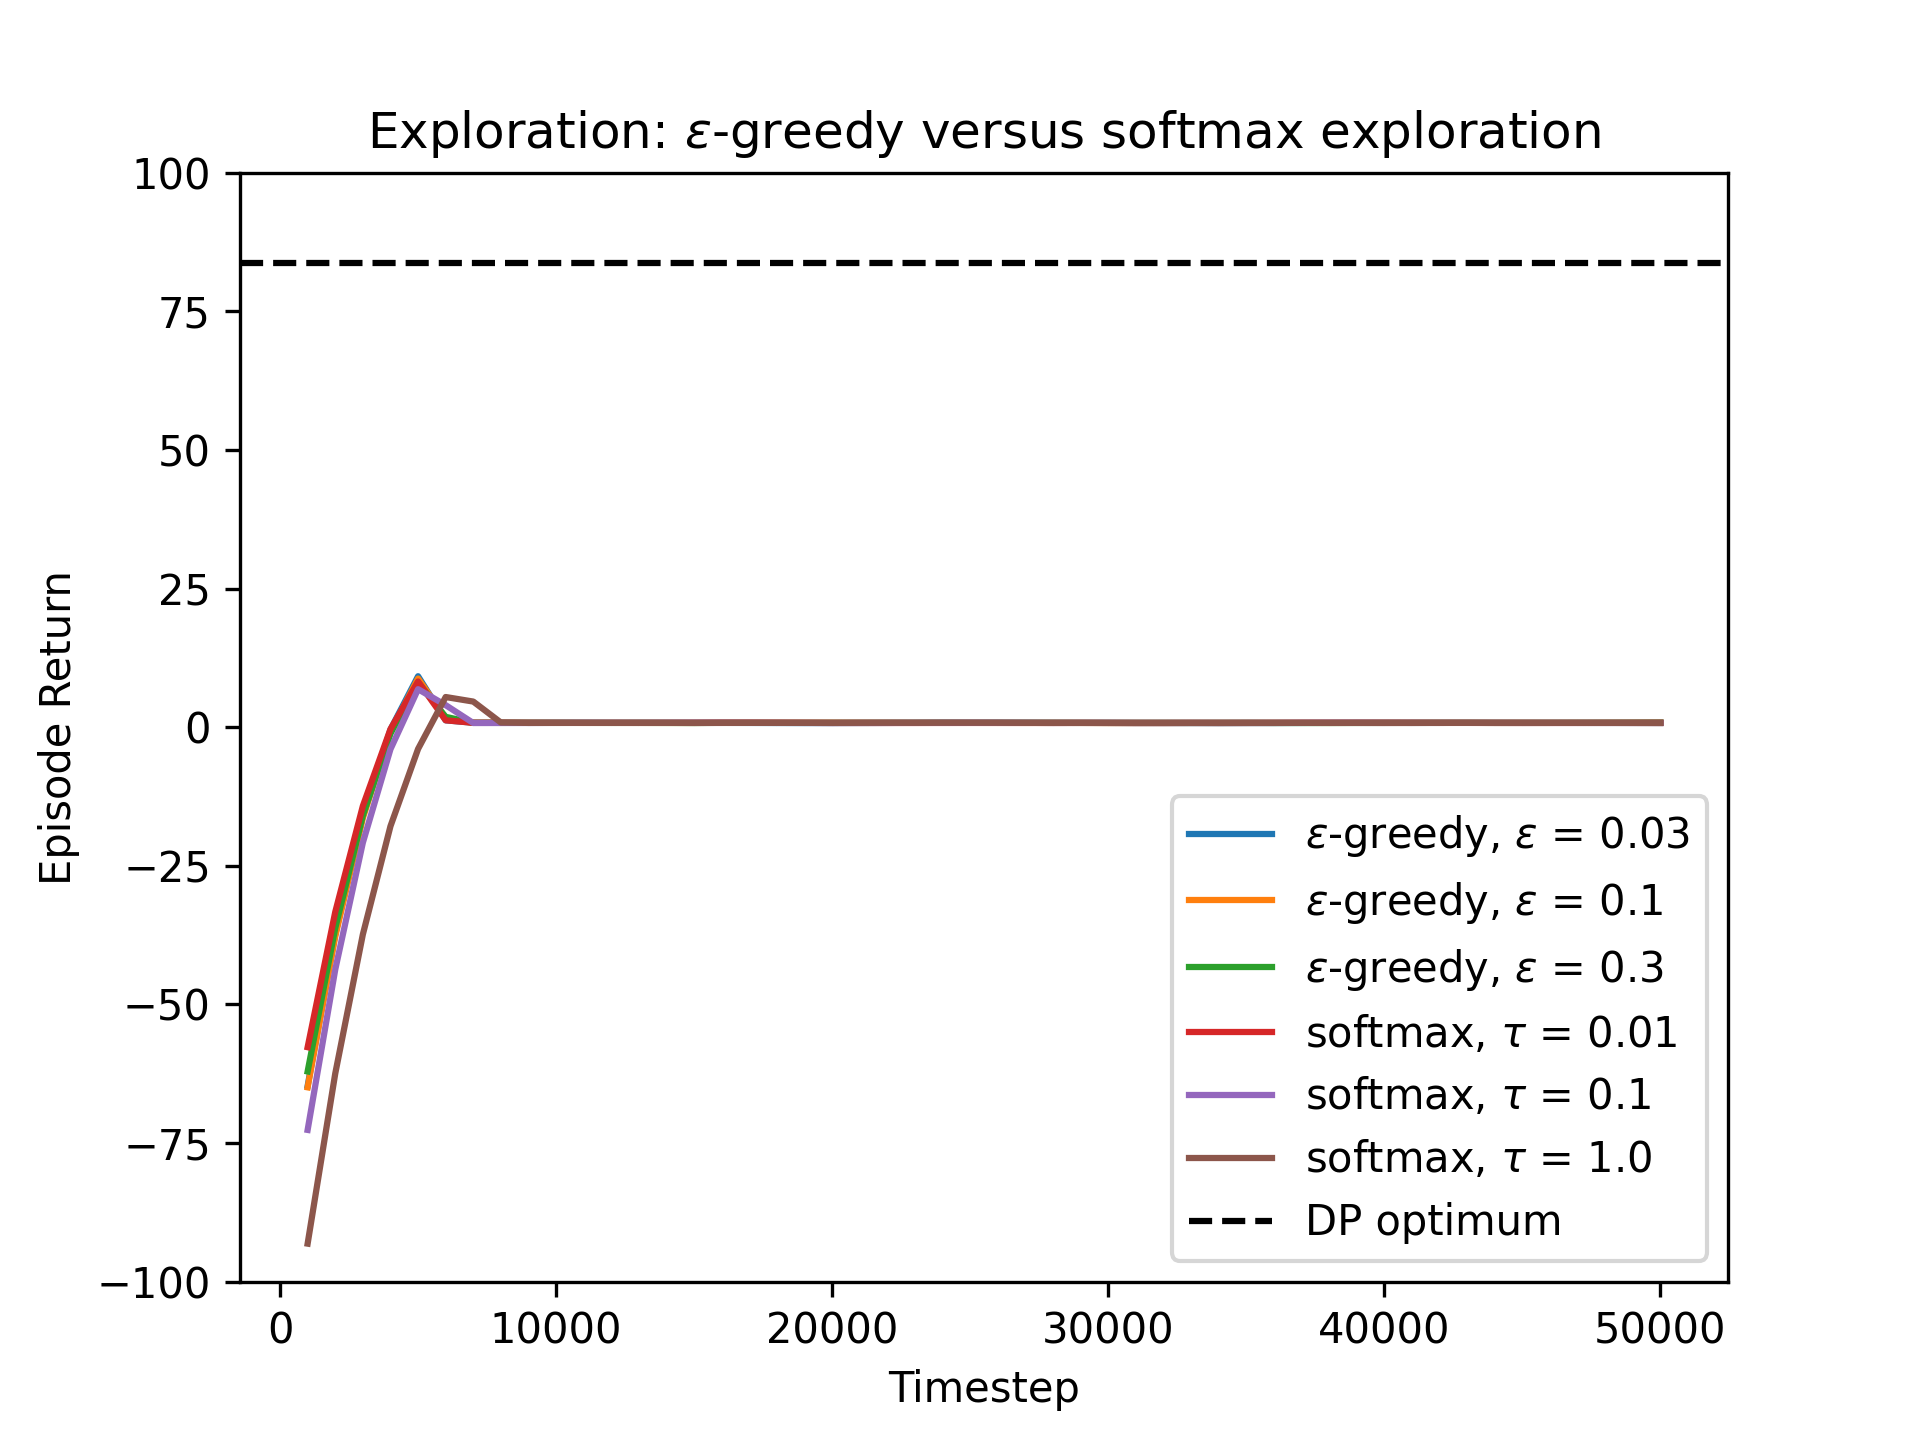 Exploration: ε-greedy versus softmax exploration
100
75
50
25
0
−25
−50
−75
−100
Episode Return
0 10000 20000 30000 40000 50000
Timestep
ε-greedy, ε = 0.03
ε-greedy, ε = 0.1
ε-greedy, ε = 0.3
softmax, τ = 0.01
softmax, τ = 0.1
softmax, τ = 1.0
DP optimum